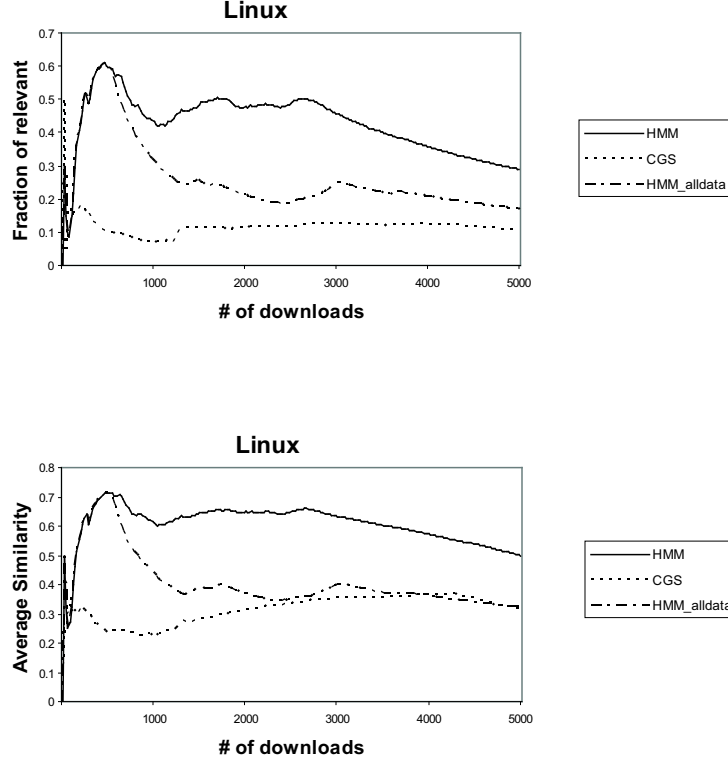 Linux
Fraction of relevant
0.7
0.6
0.5
0.4
0.3
0.2
0.1
0
1000 2000 3000 4000 5000
# of downloads
HMM
CGS
HMM_alldata
Linux
Average Similarity
0.8
0.7
0.6
0.5
0.4
0.3
0.2
0.1
0
1000 2000 3000 4000 5000
# of downloads
HMM
CGS
HMM_alldata